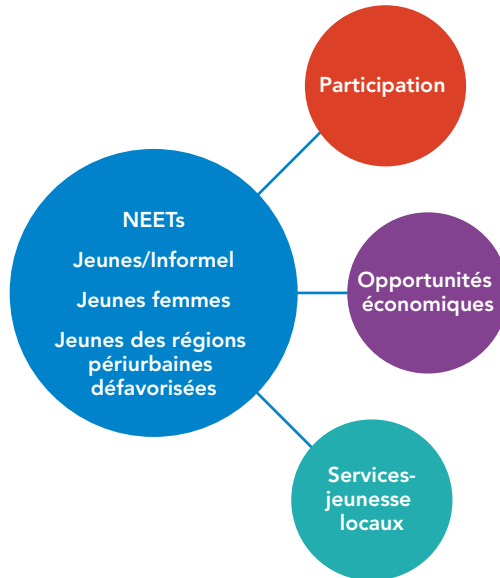 Participation
NEETs
Jeunes/Informel
Jeunes femmes
Jeunes des régions
périurbaines
défavorisées
Opportunités
économiques
Services-
jeunesse
locaux